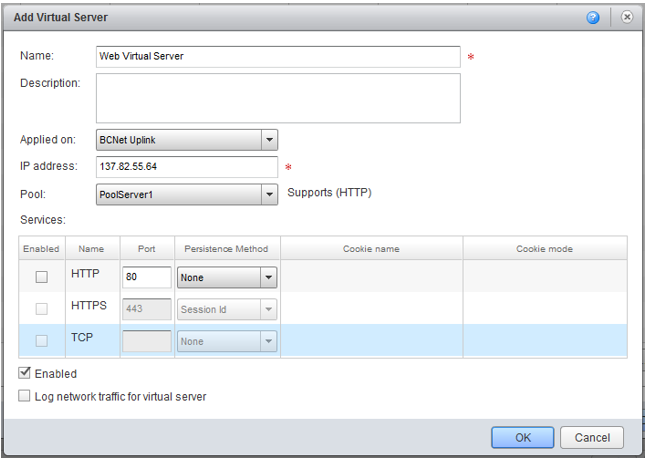 Add Virtual Server
Name: Web Virtual Server *
Description:
Applied on: BCNet Uplink
IP address: 137.82.55.64 *
Pool: PoolServer1 Supports (HTTP)
Services:
Enabled Name Port Persistence Method Cookie name Cookie mode
HTTP 80 None
HTTPS 443 Session Id
TCP None
Enabled
Log network traffic for virtual server
OK Cancel